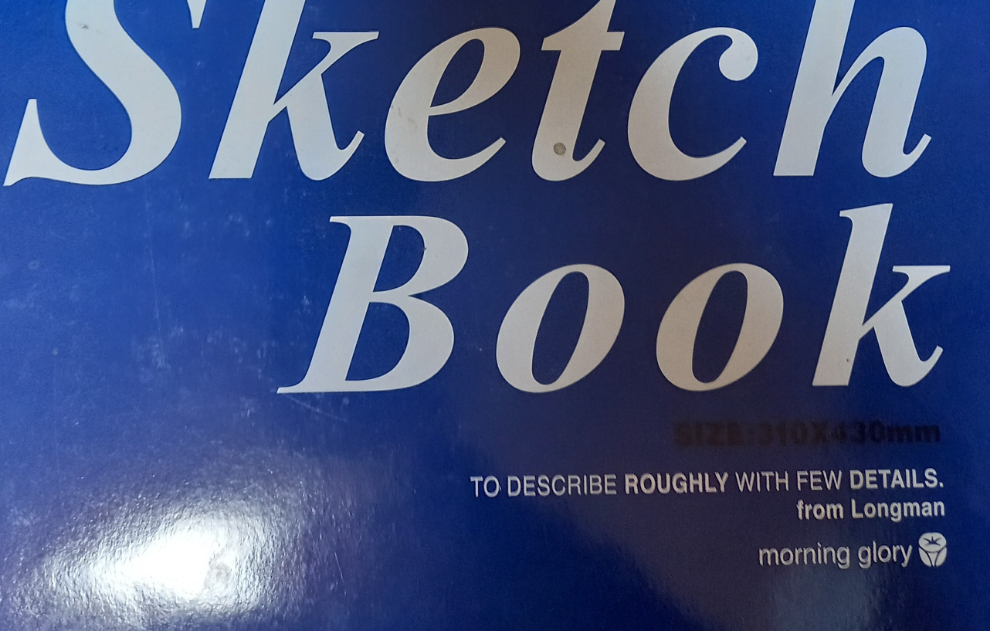 Sketch
Book
SIZE:310X430mm
TO DESCRIBE ROUGHLY WITH FEW DETAILS.
from Longman
morning glory